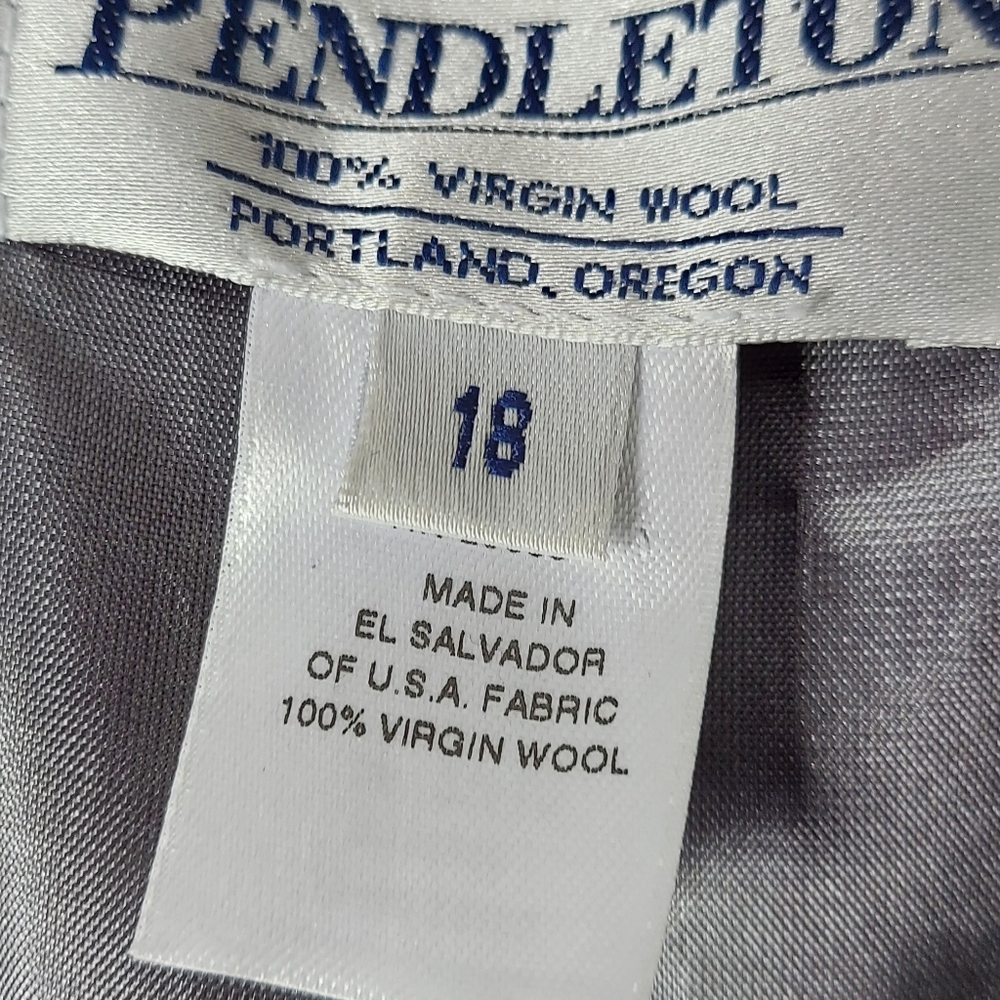 PENDLETON
100% VIRGIN WOOL
PORTLAND, OREGON
18
MADE IN
EL SALVADOR
OF U.S.A. FABRIC
100% VIRGIN WOOL